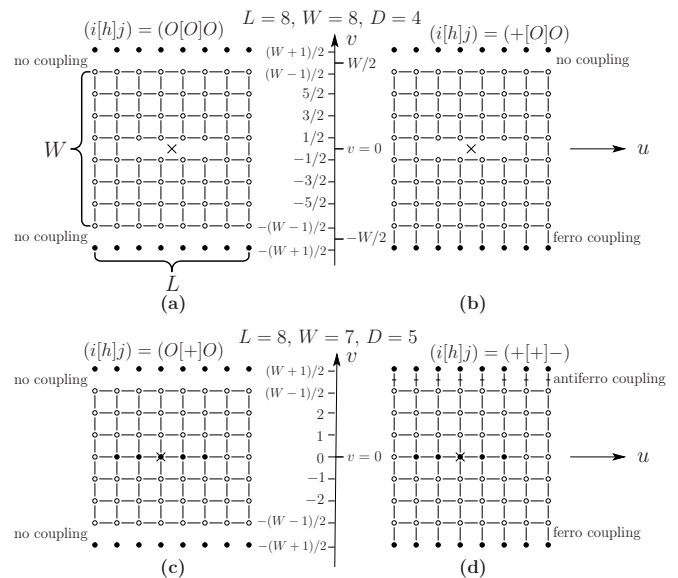 L = 8, W = 8, D = 4
(i[h]j) = (O[O]O)
v
(i[h]j) = (+[O]O)
(W + 1)/2
no coupling
W/2
no coupling
(W − 1)/2
5/2
3/2
1/2
W
v = 0
u
−1/2
−3/2
−5/2
−(W − 1)/2
no coupling
−W/2
ferro coupling
−(W + 1)/2
L
(a)
(b)
L = 8, W = 7, D = 5
(i[h]j) = (O[+]O)
v
(i[h]j) = (+[+]−)
(W + 1)/2
no coupling
antiferro coupling
(W − 1)/2
2
1
0
v = 0
u
−1
−2
−(W − 1)/2
no coupling
ferro coupling
−(W + 1)/2
(c)
(d)